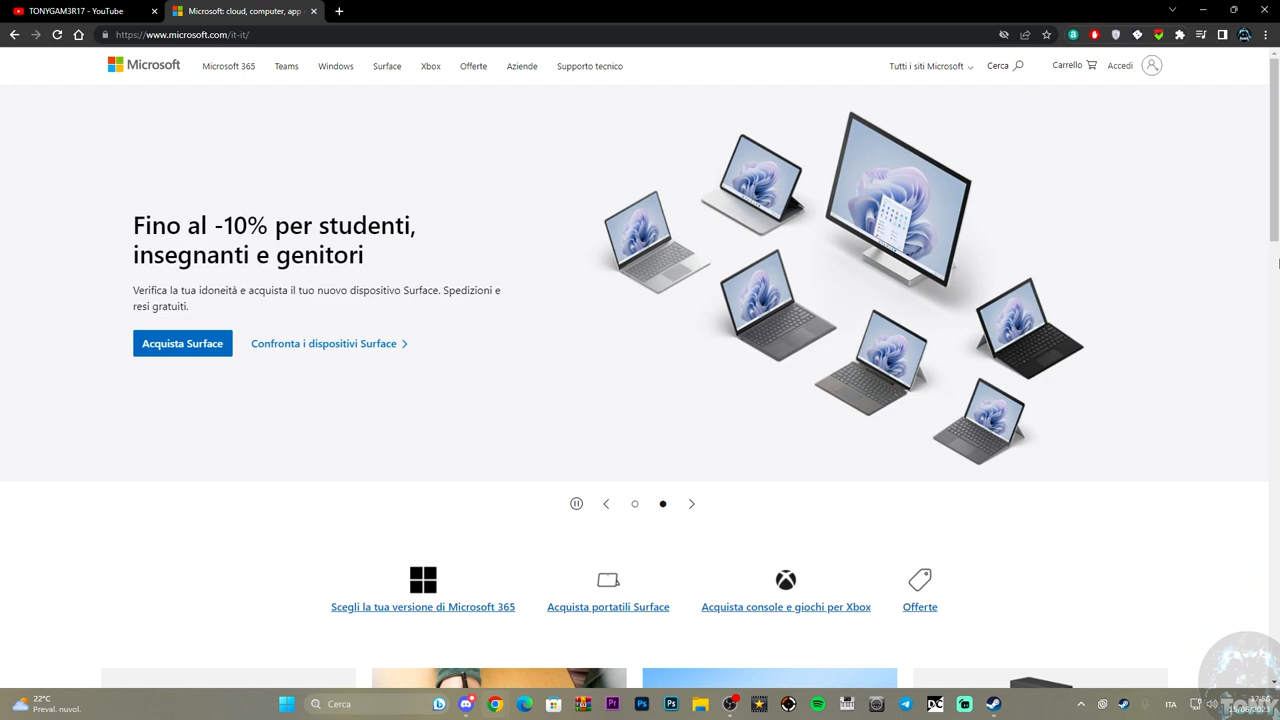 TONYGAM3R17 - YouTube
Microsoft: cloud, computer, app
https://www.microsoft.com/it-it/
Microsoft
Microsoft 365
Teams
Windows
Surface
Xbox
Offerte
Aziende
Supporto tecnico
Tutti i siti Microsoft
Cerca
Carrello
Accedi
Fino al -10% per studenti,
insegnanti e genitori
Verifica la tua idoneità e acquista il tuo nuovo dispositivo Surface. Spedizioni e
resi gratuiti.
Acquista Surface
Confronta i dispositivi Surface
Scegli la tua versione di Microsoft 365
Acquista portatili Surface
Acquista console e giochi per Xbox
Offerte
22°C
Preval. nuvol.
Cerca
ITA
15/06/2023